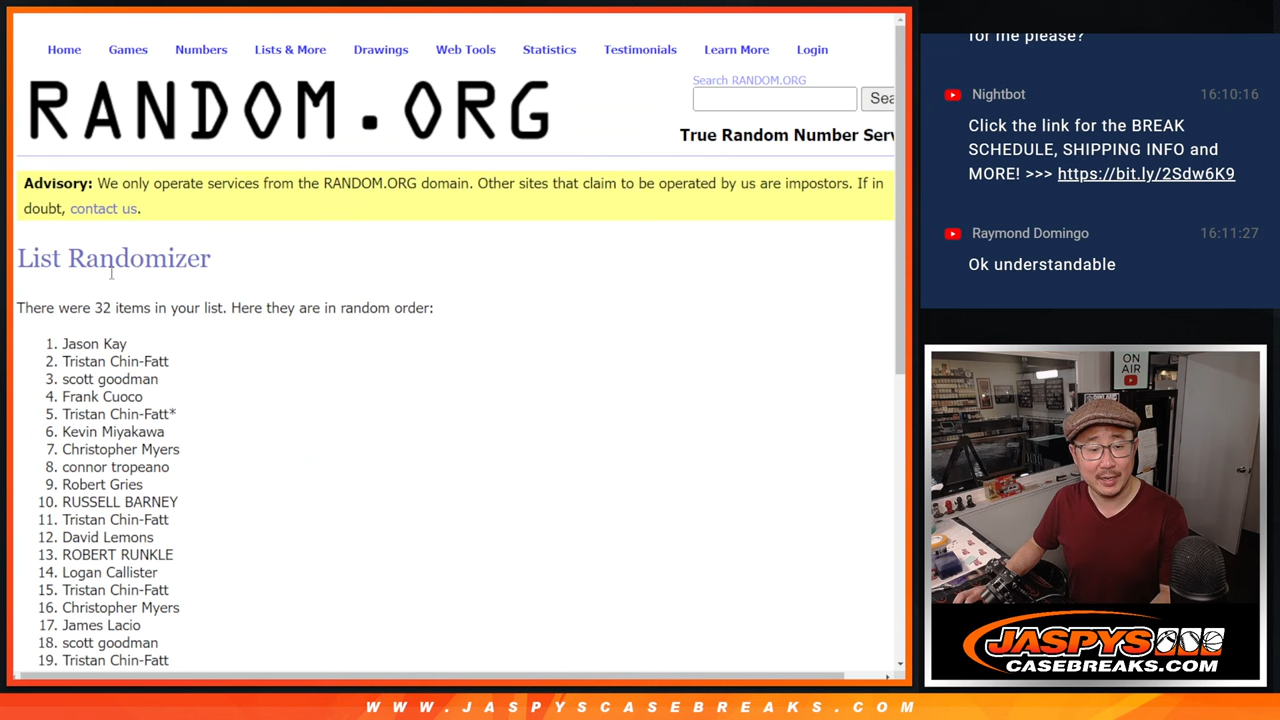 Home Games Numbers Lists & More Drawings Web Tools Statistics Testimonials Learn More Login
RANDOM.ORG
Search RANDOM.ORG
Sea
True Random Number Serv
Advisory: We only operate services from the RANDOM.ORG domain. Other sites that claim to be operated by us are impostors. If in
doubt, contact us.
List Randomizer
There were 32 items in your list. Here they are in random order:
1. Jason Kay
2. Tristan Chin-Fatt
3. scott goodman
4. Frank Cuoco
5. Tristan Chin-Fatt*
6. Kevin Miyakawa
7. Christopher Myers
8. connor tropeano
9. Robert Gries
10. RUSSELL BARNEY
11. Tristan Chin-Fatt
12. David Lemons
13. ROBERT RUNKLE
14. Logan Callister
15. Tristan Chin-Fatt
16. Christopher Myers
17. James Lacio
18. scott goodman
19. Tristan Chin-Fatt
for me please?
Nightbot 16:10:16
Click the link for the BREAK
SCHEDULE, SHIPPING INFO and
MORE! >>> https://bit.ly/2Sdw6K9
Raymond Domingo 16:11:27
Ok understandable
ON
AIR
JASPYS
CASEBREAKS.COM
WWW.JASPYSCASEBREAKS.COM